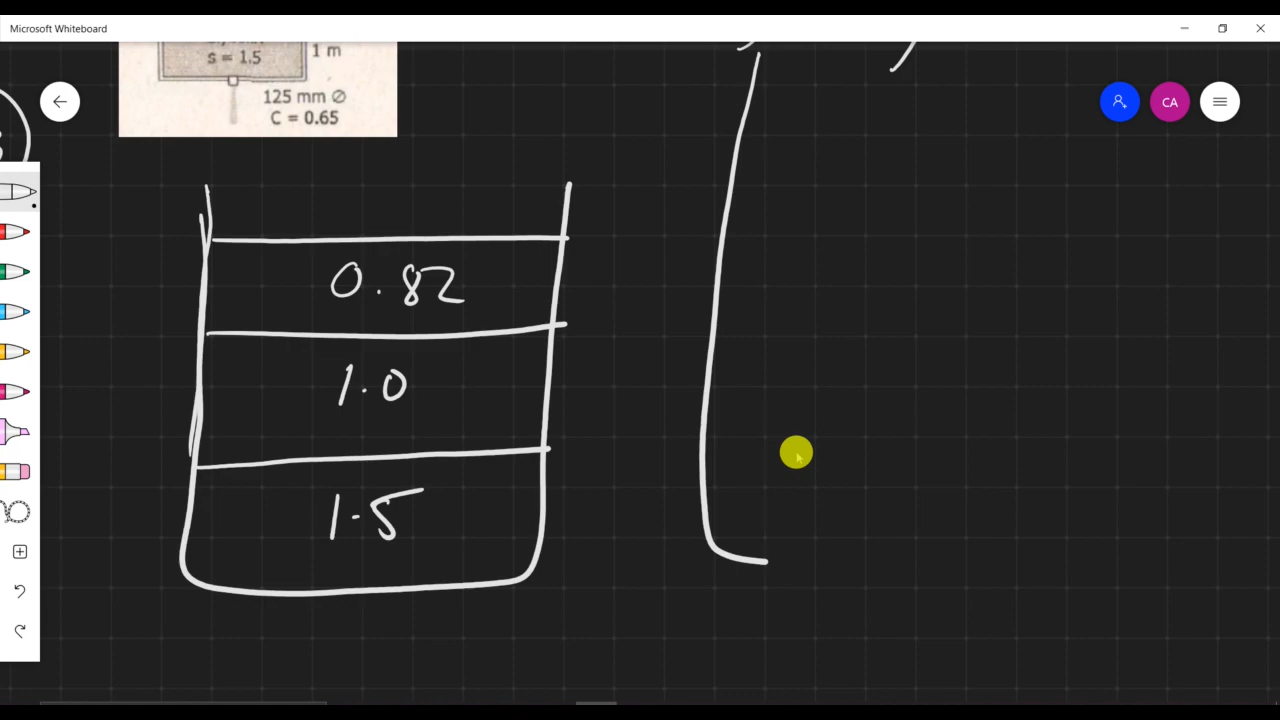 Microsoft Whiteboard
s = 1.5
1 m
125 mm Ø
C = 0.65
CA
0.82
1.0
1.5